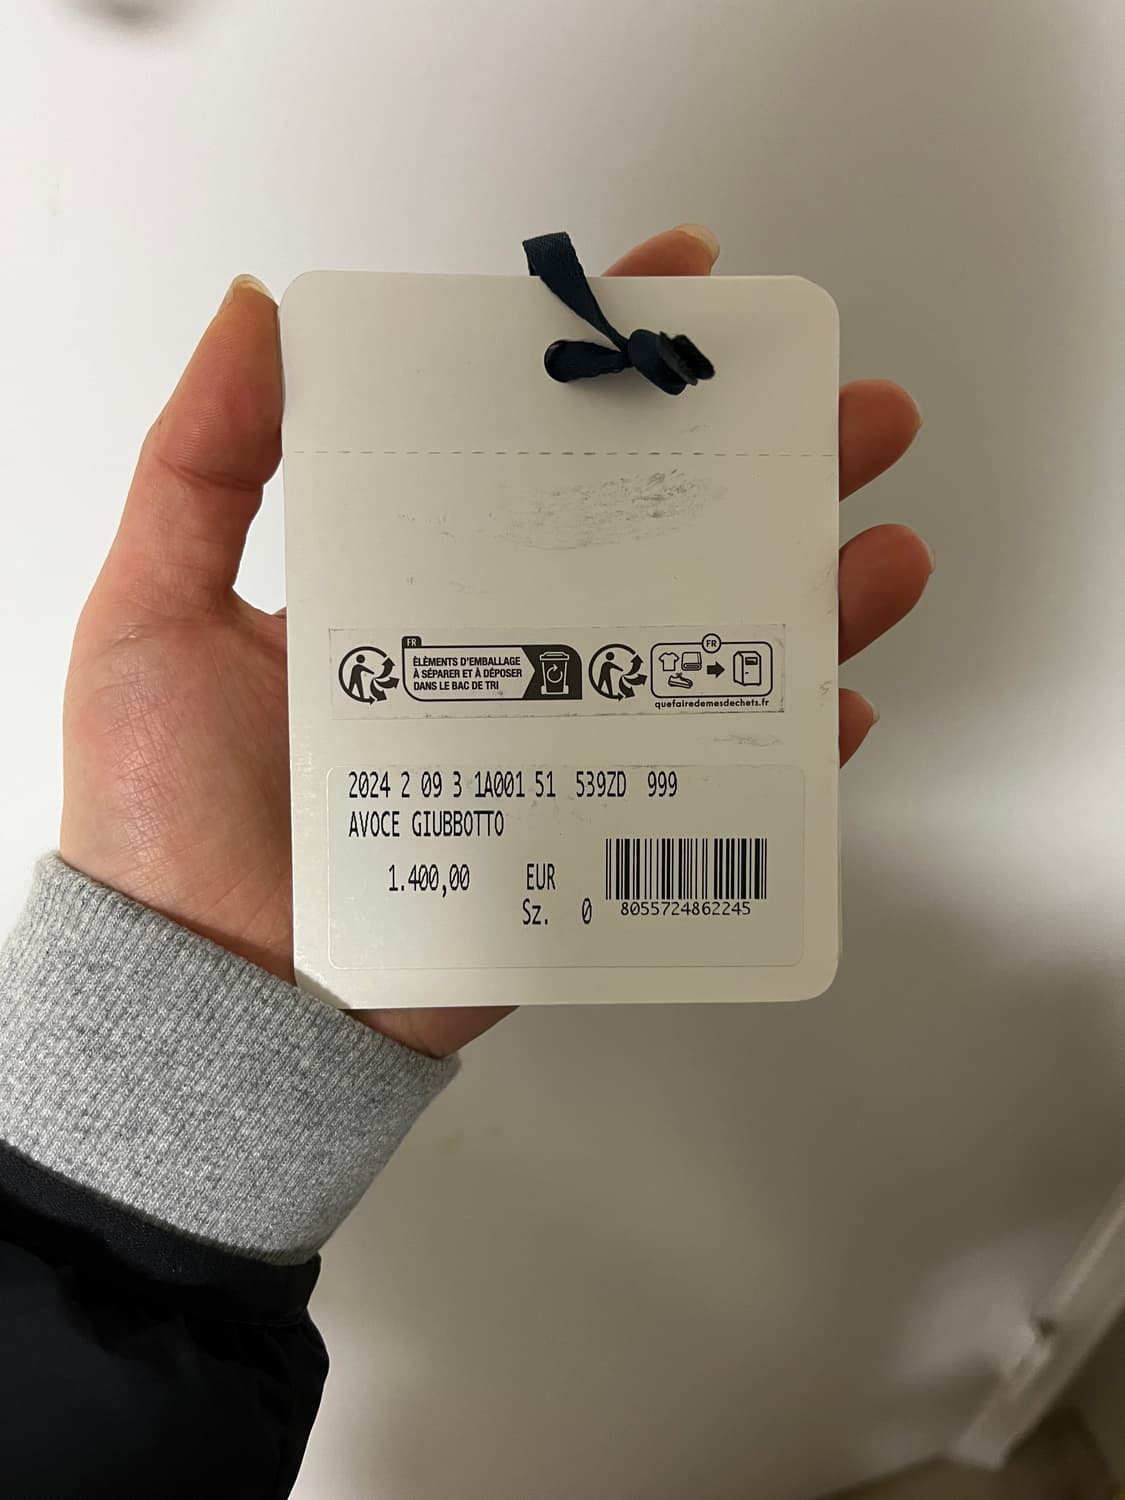 FR
ÉLÉMENTS D'EMBALLAGE
À SÉPARER ET À DÉPOSER
DANS LE BAC DE TRI
FR
quefairedemesdechets.fr
2024 2 09 3 1A001 51 539ZD 999
AVOCE GIUBBOTTO
1.400,00 EUR
Sz. 0
8055724862245